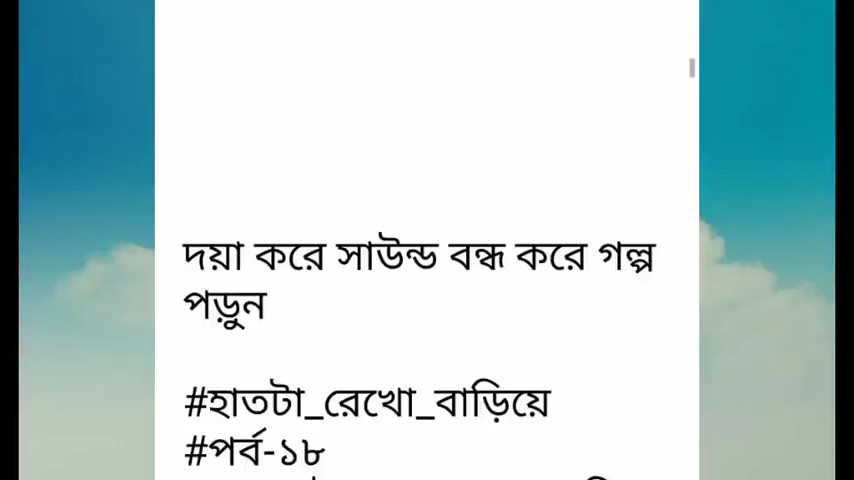 দয়া করে সাউন্ড বন্ধ করে গল্প
পড়ুন
#হাতটা_রেখো_বাড়িয়ে
#পর্ব-১৮